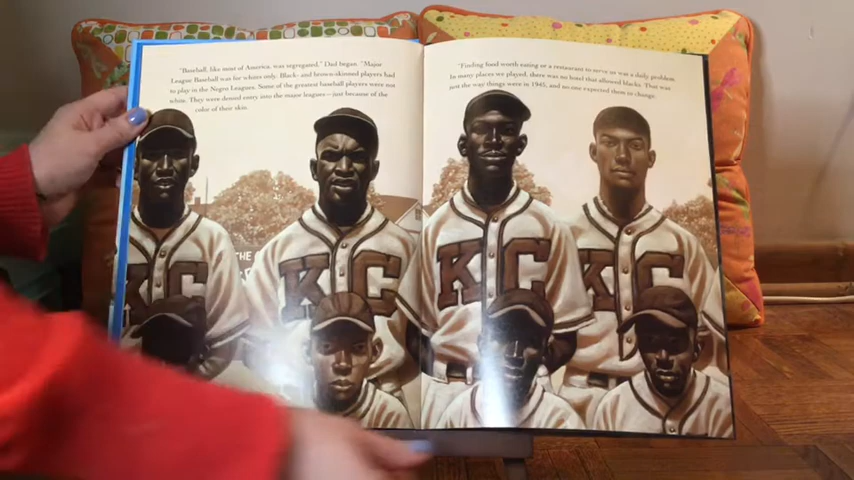 "Baseball, like most of America, was segregated," Dad began. "Major
League Baseball was for whites only. Black- and brown-skinned players had
to play in the Negro Leagues. Some of the greatest baseball players were not
white. They were denied entry into the major leagues—just because of the
color of their skin.
"Finding food worth eating or a restaurant to serve us was a daily problem.
In many places we played, there was no hotel that allowed blacks. That was
just the way things were in 1945, and no one expected them to change.
THE
KC
KC
KC
KC